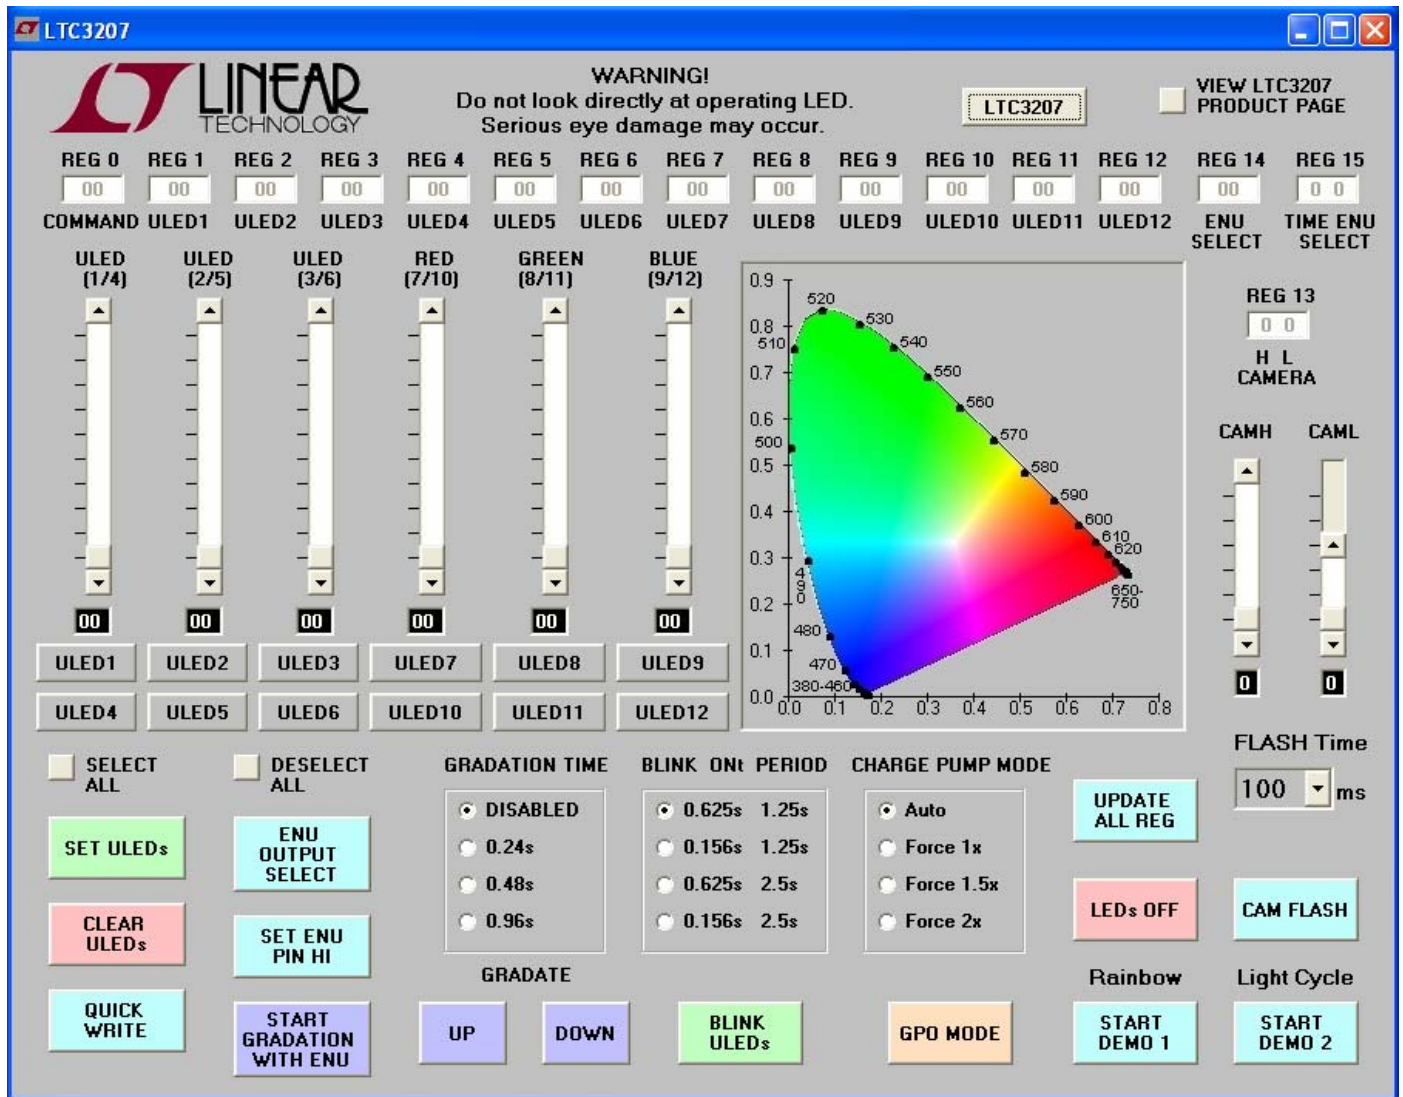 LTC3207
LINEAR
TECHNOLOGY
WARNING!
Do not look directly at operating LED.
Serious eye damage may occur.
LTC3207
VIEW LTC3207
PRODUCT PAGE
REG 0 REG 1 REG 2 REG 3 REG 4 REG 5 REG 6 REG 7 REG 8 REG 9 REG 10 REG 11 REG 12 REG 14 REG 15
00 00 00 00 00 00 00 00 00 00 00 00 00 00 0 0
COMMAND ULED1 ULED2 ULED3 ULED4 ULED5 ULED6 ULED7 ULED8 ULED9 ULED10 ULED11 ULED12 ENU TIME ENU
SELECT SELECT
ULED ULED ULED RED GREEN BLUE
(1/4) (2/5) (3/6) (7/10) (8/11) (9/12)
00 00 00 00 00 00
ULED1 ULED2 ULED3 ULED7 ULED8 ULED9
ULED4 ULED5 ULED6 ULED10 ULED11 ULED12
0.9
0.8
0.7
0.6
0.5
0.4
0.3
0.2
0.1
0.0
0.0 0.1 0.2 0.3 0.4 0.5 0.6 0.7 0.8
520
530
510
540
550
560
570
500
580
590
600
610
620
490
650-
750
480
470
380-460
REG 13
0 0
H L
CAMERA
CAMH CAML
0 0
FLASH Time
100 ms
SELECT
ALL
DESELECT
ALL
SET ULEDs
ENU
OUTPUT
SELECT
CLEAR
ULEDs
SET ENU
PIN HI
QUICK
WRITE
START
GRADATION
WITH ENU
GRADATION TIME
DISABLED
0.24s
0.48s
0.96s
GRADATE
UP DOWN
BLINK ONt PERIOD
0.625s 1.25s
0.156s 1.25s
0.625s 2.5s
0.156s 2.5s
BLINK
ULEDs
CHARGE PUMP MODE
Auto
Force 1x
Force 1.5x
Force 2x
GPO MODE
UPDATE
ALL REG
LEDs OFF
CAM FLASH
Rainbow
START
DEMO 1
Light Cycle
START
DEMO 2